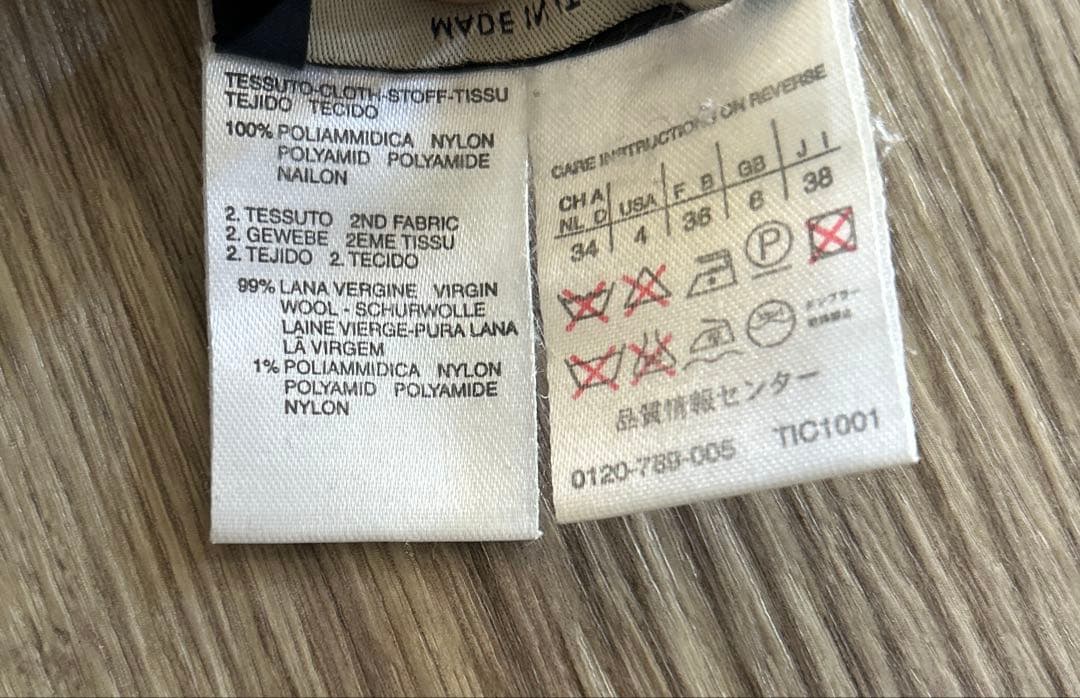 MADE IN IT
TESSUTO-CLOTH-STOFF-TISSU
TEJIDO TECIDO
100% POLIAMMIDICA NYLON
POLYAMID POLYAMIDE
NAILON
2. TESSUTO 2ND FABRIC
2. GEWEBE 2EME TISSU
2. TEJIDO 2. TECIDO
99% LANA VERGINE VIRGIN
WOOL - SCHURWOLLE
LAINE VIERGE-PURA LANA
LÃ VIRGEM
1% POLIAMMIDICA NYLON
POLYAMID POLYAMIDE
NYLON
CARE INSTRUCTIONS ON REVERSE
CH A USA F B GB J I
NL D
34 4 36 6 38
P
品質情報センター
0120-789-005 TIC1001